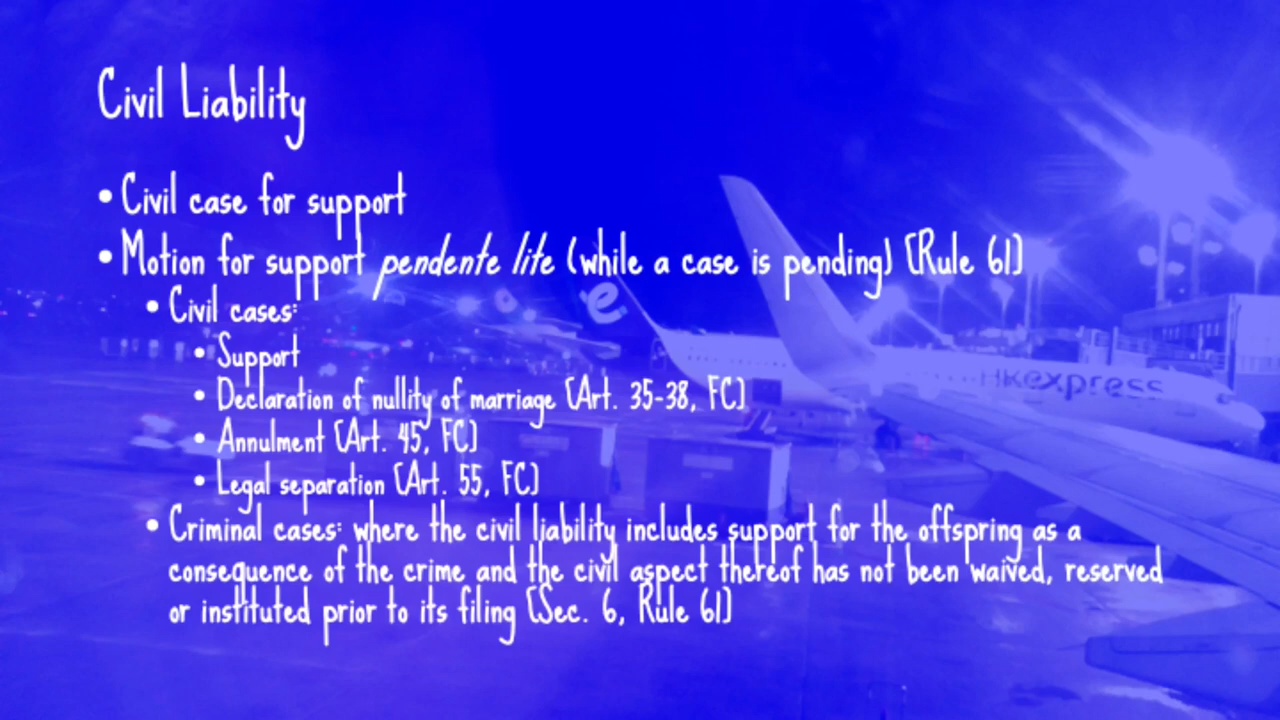 Civil Liability
• Civil case for support
• Motion for support pendente lite (while a case is pending) [Rule 61]
• Civil cases:
• Support
• Declaration of nullity of marriage [Art. 35-38, FC]
• Annulment [Art. 45, FC]
• Legal separation [Art. 55, FC]
• Criminal cases: where the civil liability includes support for the offspring as a
consequence of the crime and the civil aspect thereof has not been waived, reserved
or instituted prior to its filing [Sec. 6, Rule 61]
e
HKexpress